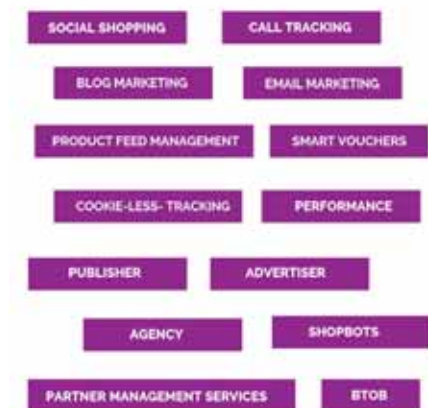 SOCIAL SHOPPING
CALL TRACKING
BLOG MARKETING
EMAIL MARKETING
PRODUCT FEED MANAGEMENT
SMART VOUCHERS
COOKIE-LESS- TRACKING
PERFORMANCE
PUBLISHER
ADVERTISER
AGENCY
SHOPBOTS
PARTNER MANAGEMENT SERVICES
BTOB